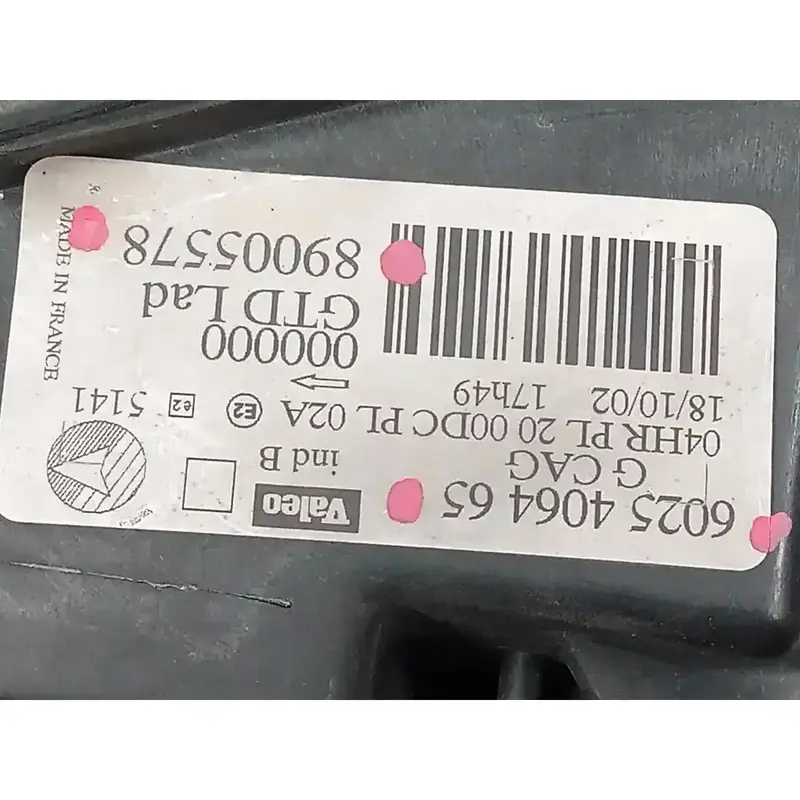 6025 4064 65
Valeo
ind B
G CAG
04HR PL 20 00DC PL 02A E2 e2 5141
18/10/02 17h49
000000
GTD Lad
89005578
MADE IN FRANCE